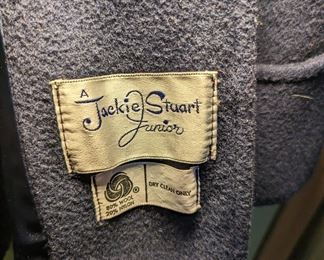 A
Jackie Stuart
Junior
DRY CLEAN ONLY
80% WOOL
20% NYLON